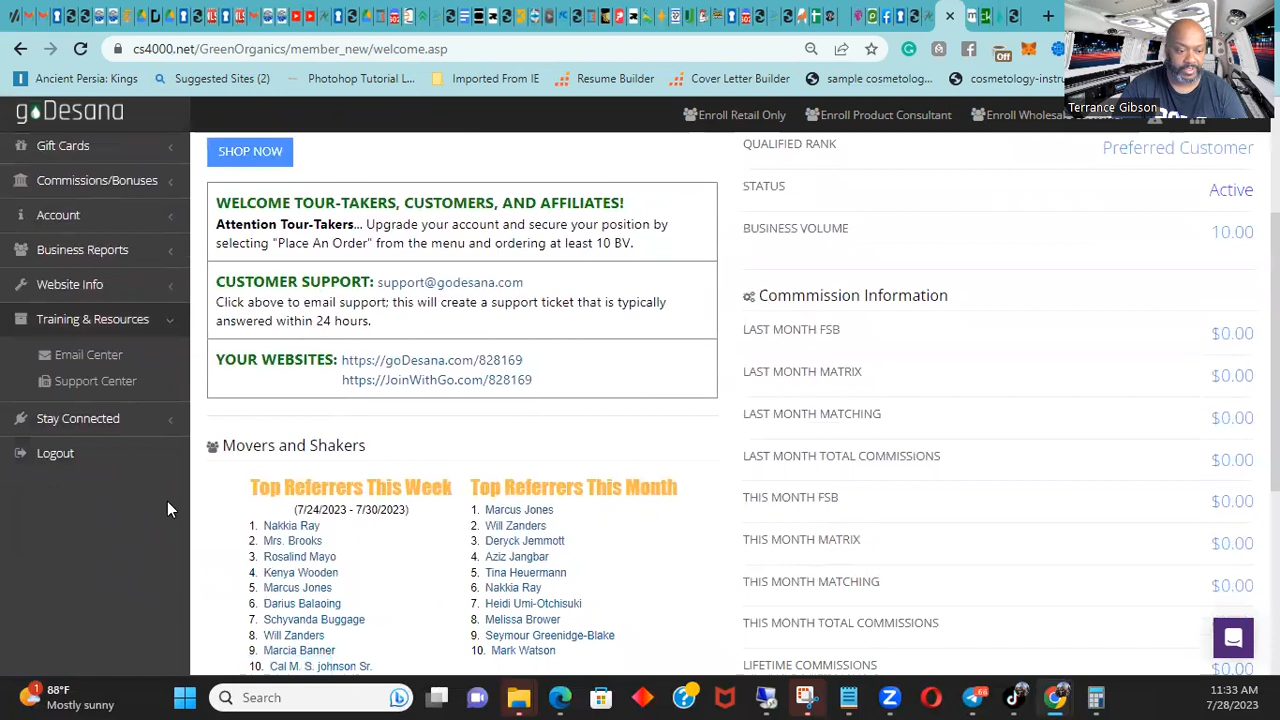 cs4000.net/GreenOrganics/member_new/welcome.asp
Off
Ancient Persia: Kings
Suggested Sites (2)
Photohop Tutorial L...
Imported From IE
Resume Builder
Cover Letter Builder
sample cosmetolog...
cosmetology-instru
Terrance Gibson
goDesana
Enroll Retail Only
Enroll Product Consultant
Enroll Wholesa
Gift Cards
Commissions/Bonuses
Account
Business Reports
Website Info
Training & Resources
Email Center
Support Center
Stay Connected
Logout
SHOP NOW
WELCOME TOUR-TAKERS, CUSTOMERS, AND AFFILIATES!
Attention Tour-Takers... Upgrade your account and secure your position by
selecting "Place An Order" from the menu and ordering at least 10 BV.
CUSTOMER SUPPORT: support@godesana.com
Click above to email support; this will create a support ticket that is typically
answered within 24 hours.
YOUR WEBSITES: https://goDesana.com/828169
https://JoinWithGo.com/828169
Movers and Shakers
Top Referrers This Week
(7/24/2023 - 7/30/2023)
1. Nakkia Ray
2. Mrs. Brooks
3. Rosalind Mayo
4. Kenya Wooden
5. Marcus Jones
6. Darius Balaoing
7. Schyvanda Buggage
8. Will Zanders
9. Marcia Banner
10. Cal M. S. johnson Sr.
Top Referrers This Month
1. Marcus Jones
2. Will Zanders
3. Deryck Jemmott
4. Aziz Jangbar
5. Tina Heuermann
6. Nakkia Ray
7. Heidi Umi-Otchisuki
8. Melissa Brower
9. Seymour Greenidge-Blake
10. Mark Watson
QUALIFIED RANK Preferred Customer
STATUS Active
BUSINESS VOLUME 10.00
Commmission Information
LAST MONTH FSB $0.00
LAST MONTH MATRIX $0.00
LAST MONTH MATCHING $0.00
LAST MONTH TOTAL COMMISSIONS $0.00
THIS MONTH FSB $0.00
THIS MONTH MATRIX $0.00
THIS MONTH MATCHING $0.00
THIS MONTH TOTAL COMMISSIONS
LIFETIME COMMISSIONS $0.00
1
88°F
Mostly sunny
Search
66
11:33 AM
7/28/2023